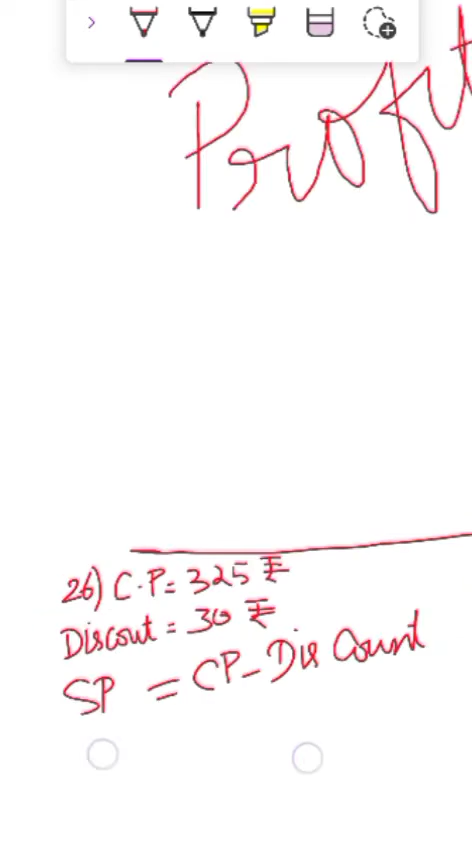 Profit
26) C.P = 325 ₹
Discout = 30 ₹
SP = CP - Dis Count